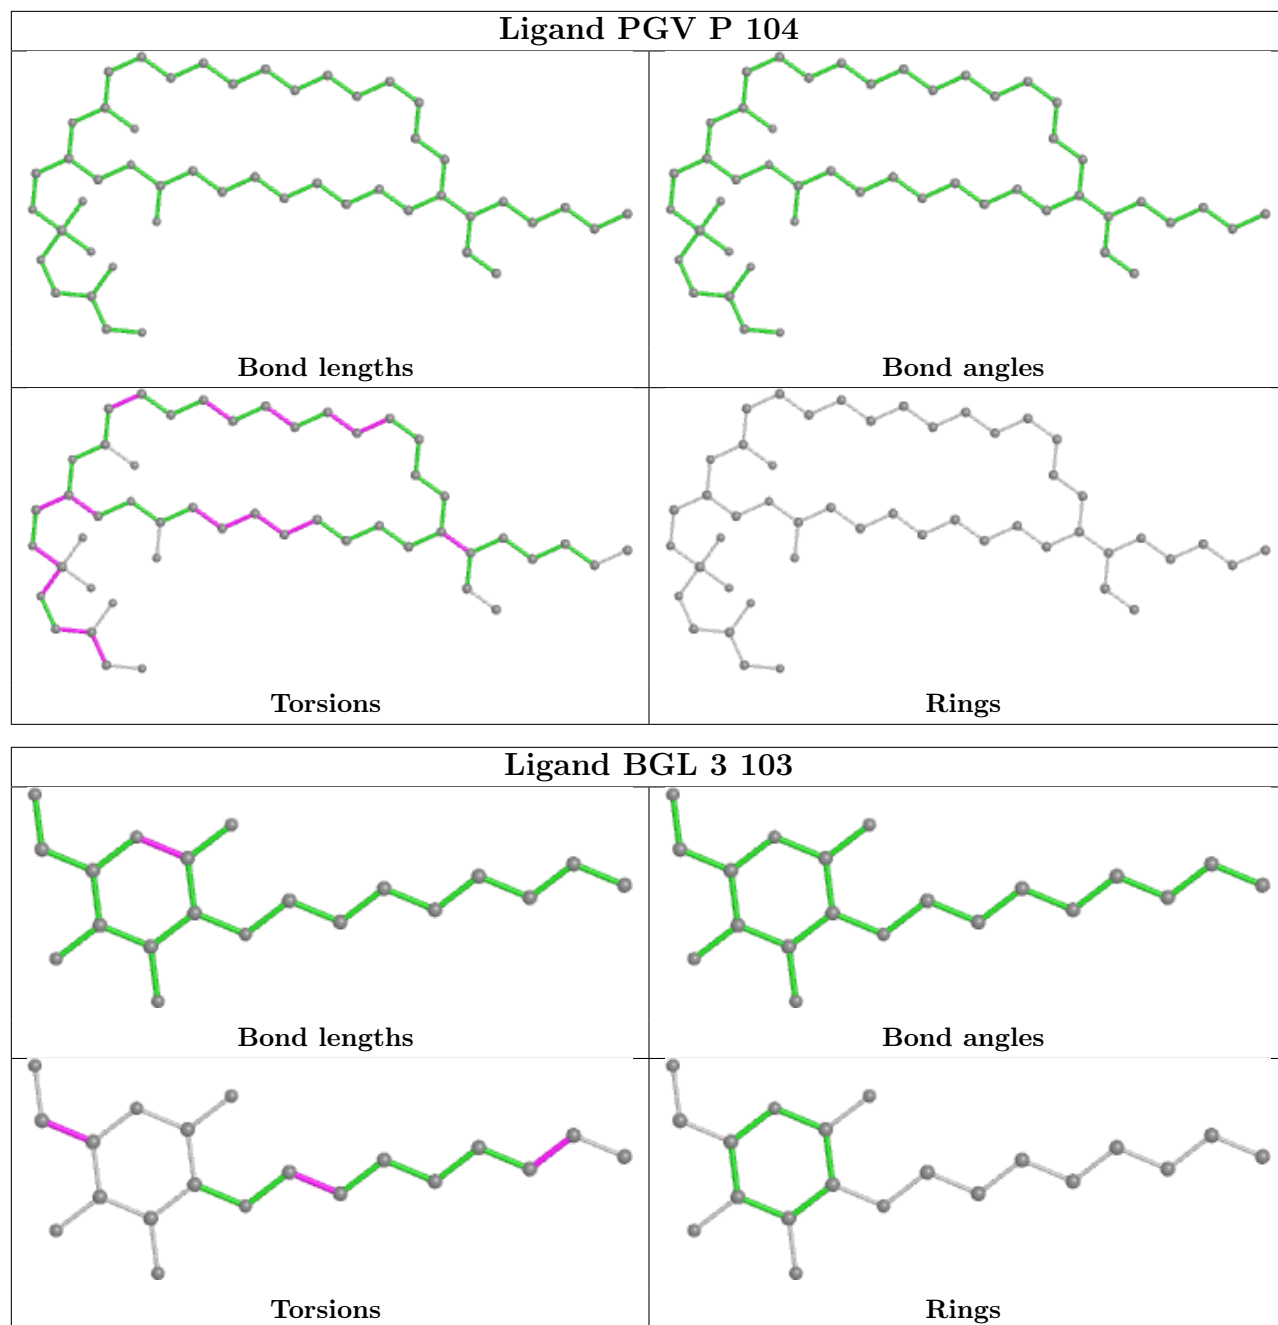 Ligand PGV P 104
Bond lengths
Bond angles
Torsions
Rings
Ligand BGL 3 103
Bond lengths
Bond angles
Torsions
Rings